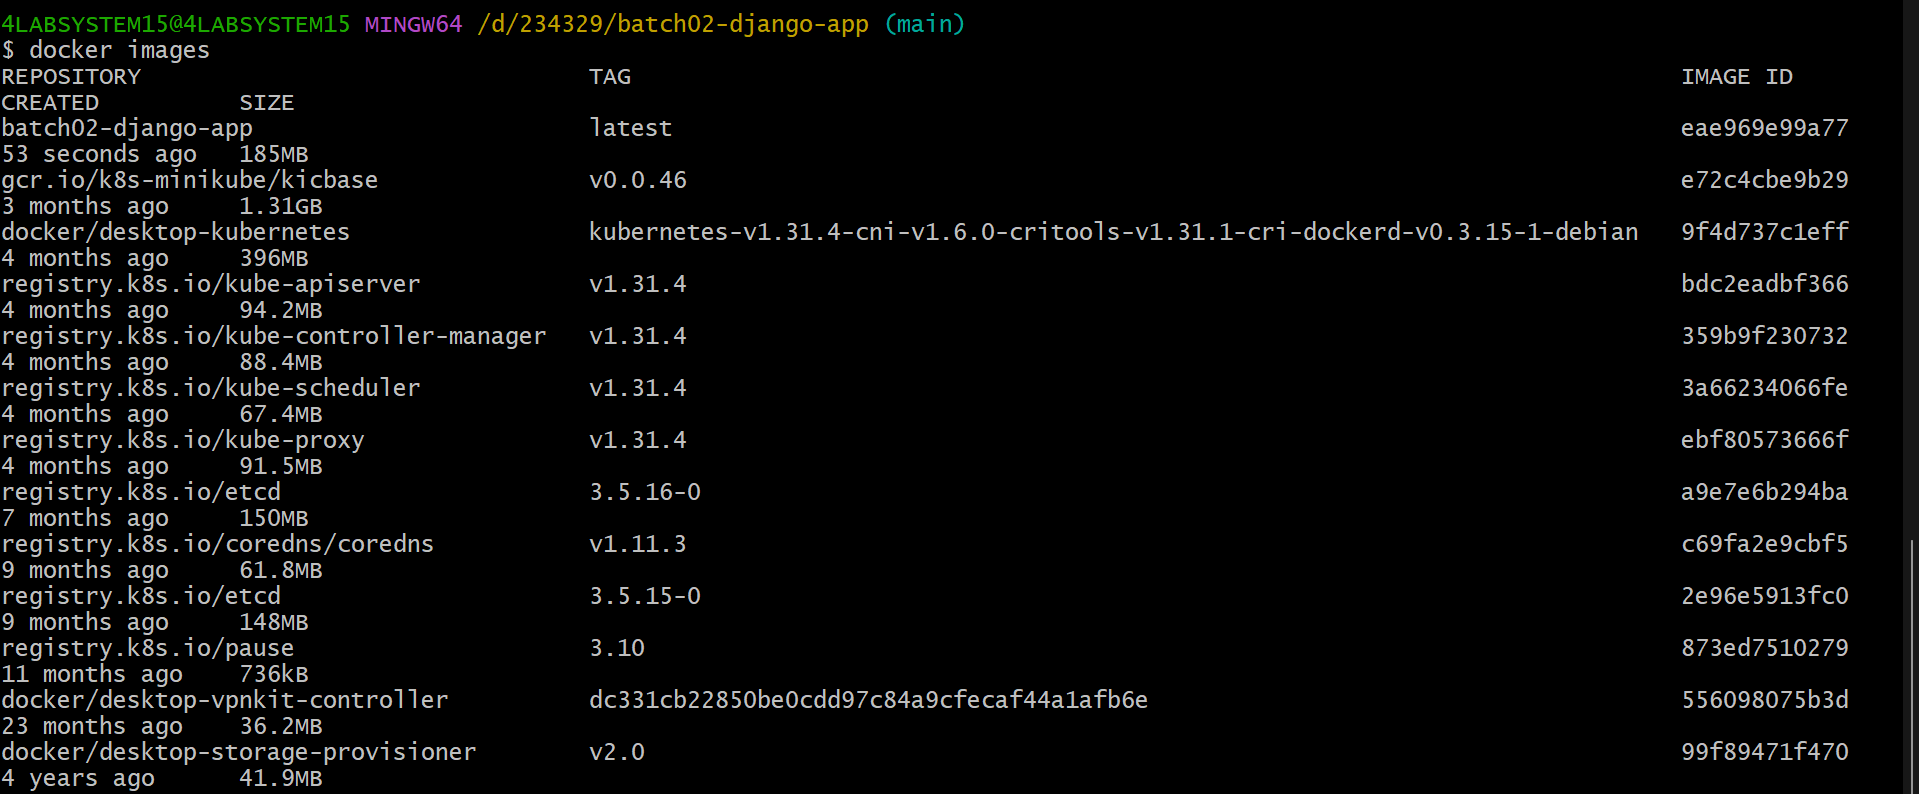 4LABSYSTEM15@4LABSYSTEM15 MINGW64 /d/234329/batch02-django-app (main)
$ docker images
REPOSITORY TAG IMAGE ID
CREATED SIZE
batch02-django-app latest eae969e99a77
53 seconds ago 185MB
gcr.io/k8s-minikube/kicbase v0.0.46 e72c4cbe9b29
3 months ago 1.31GB
docker/desktop-kubernetes kubernetes-v1.31.4-cni-v1.6.0-critools-v1.31.1-cri-dockerd-v0.3.15-1-debian 9f4d737c1eff
4 months ago 396MB
registry.k8s.io/kube-apiserver v1.31.4 bdc2eadbf366
4 months ago 94.2MB
registry.k8s.io/kube-controller-manager v1.31.4 359b9f230732
4 months ago 88.4MB
registry.k8s.io/kube-scheduler v1.31.4 3a66234066fe
4 months ago 67.4MB
registry.k8s.io/kube-proxy v1.31.4 ebf80573666f
4 months ago 91.5MB
registry.k8s.io/etcd 3.5.16-0 a9e7e6b294ba
7 months ago 150MB
registry.k8s.io/coredns/coredns v1.11.3 c69fa2e9cbf5
9 months ago 61.8MB
registry.k8s.io/etcd 3.5.15-0 2e96e5913fc0
9 months ago 148MB
registry.k8s.io/pause 3.10 873ed7510279
11 months ago 736kB
docker/desktop-vpnkit-controller dc331cb22850be0cdd97c84a9cfecaf44a1afb6e 556098075b3d
23 months ago 36.2MB
docker/desktop-storage-provisioner v2.0 99f89471f470
4 years ago 41.9MB